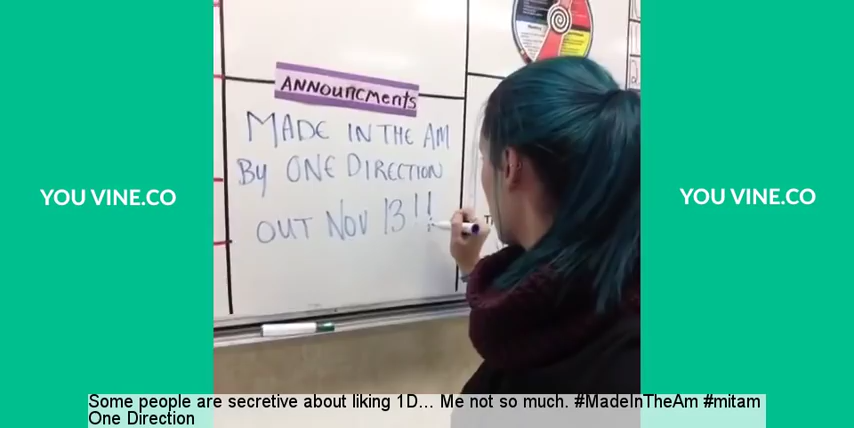 ANNOUNCMENTS
MADE IN THE AM
BY ONE DIRECTION
OUT NOV 13!!
YOU VINE.CO
YOU VINE.CO
Some people are secretive about liking 1D... Me not so much. #MadeInTheAm #mitam
One Direction